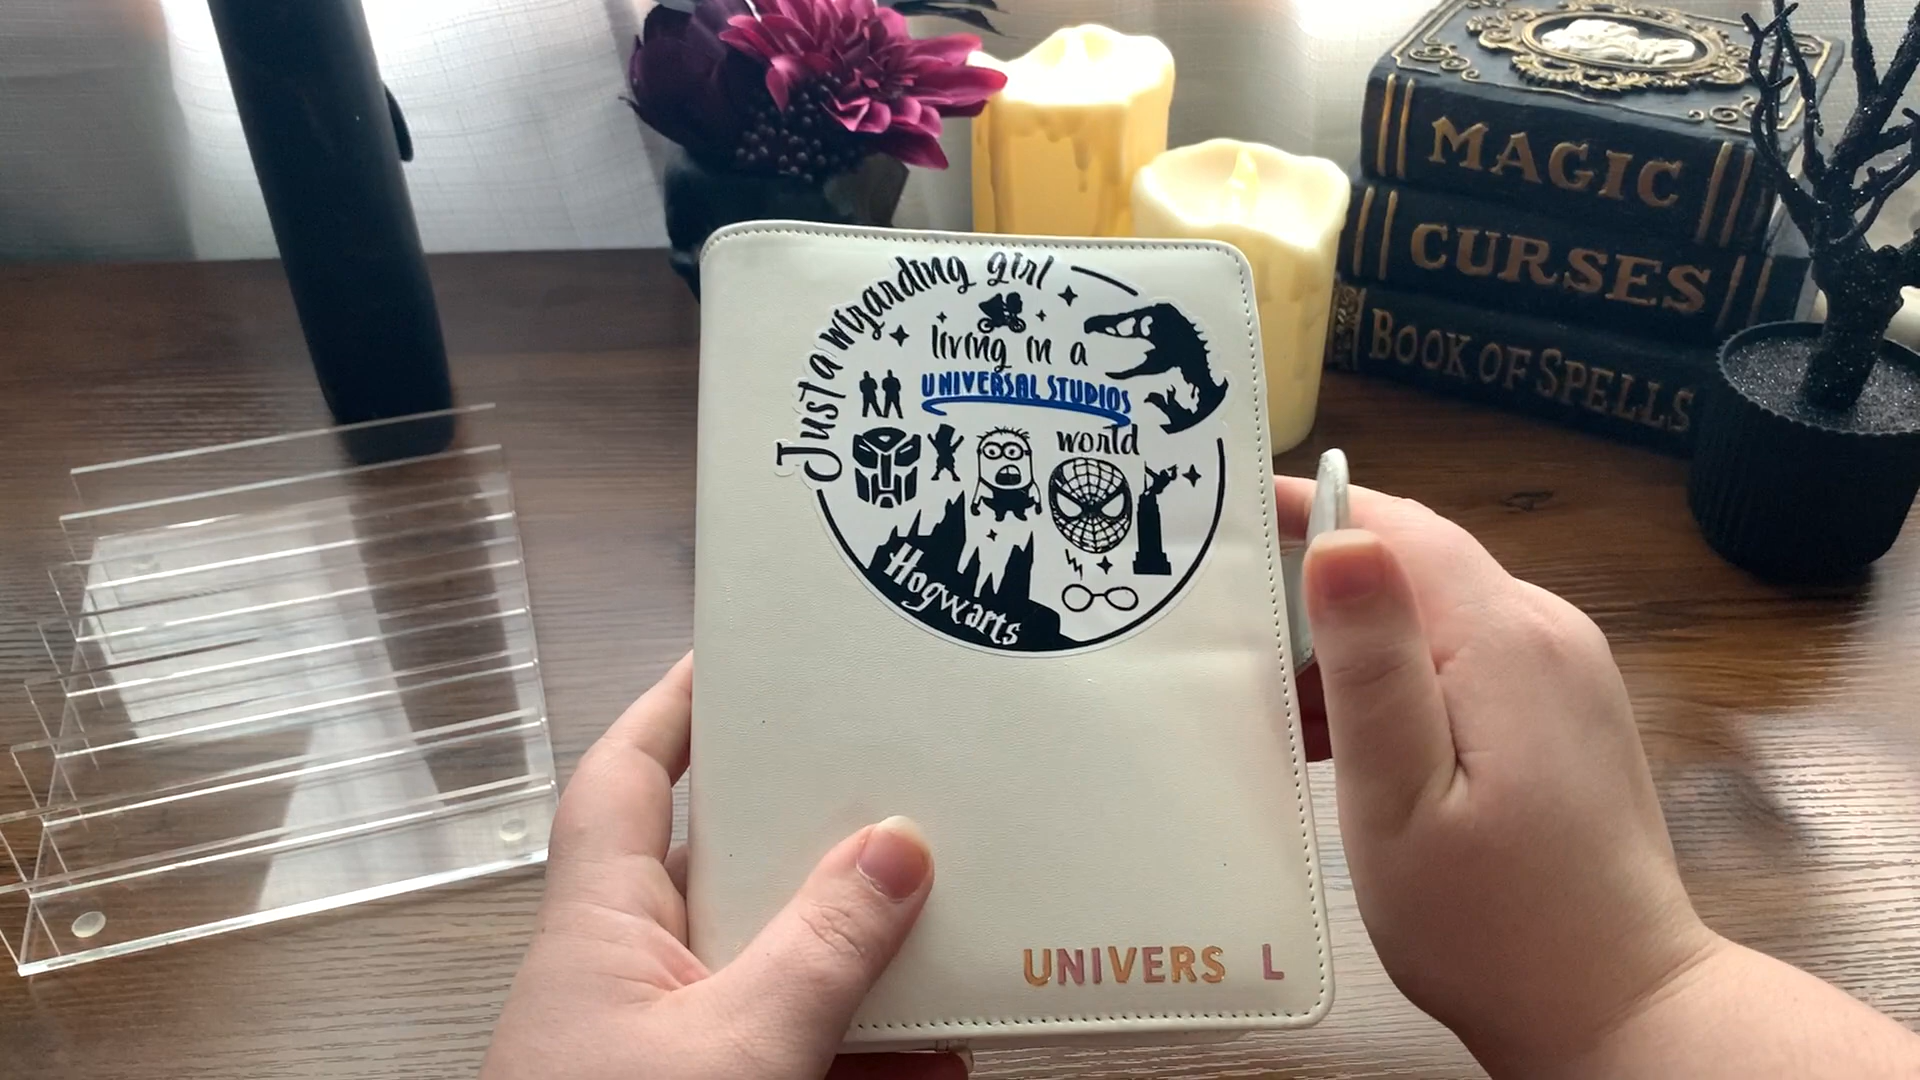 Just a wizarding girl
living in a
UNIVERSAL STUDIOS
world
Hogwarts
UNIVERS L
MAGIC
CURSES
BOOK OF SPELLS